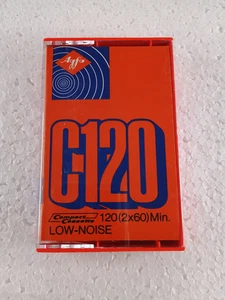 Agfa
C120
Compact
Cassette
120(2x60)Min.
LOW-NOISE